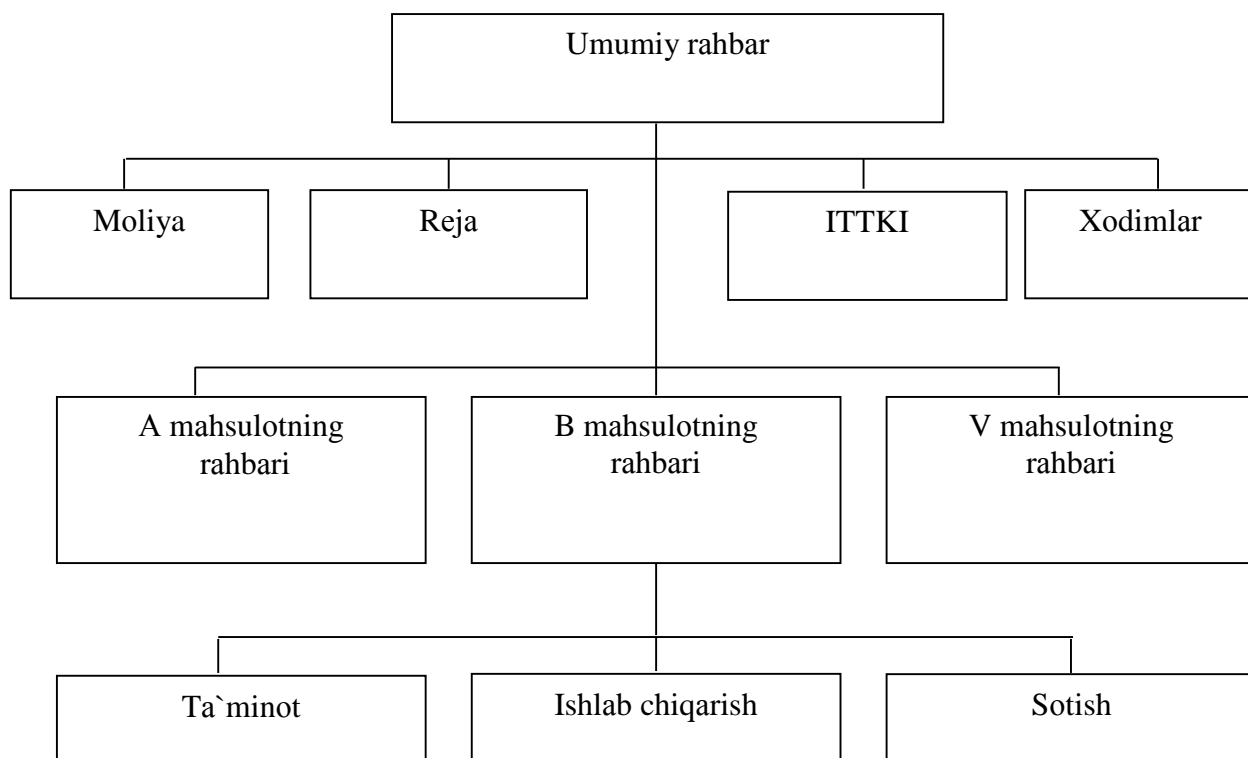 Umumiy rahbar
Moliya
Reja
ITTKI
Xodimlar
A mahsulotning
rahbari
B mahsulotning
rahbari
V mahsulotning
rahbari
Ta`minot
Ishlab chiqarish
Sotish